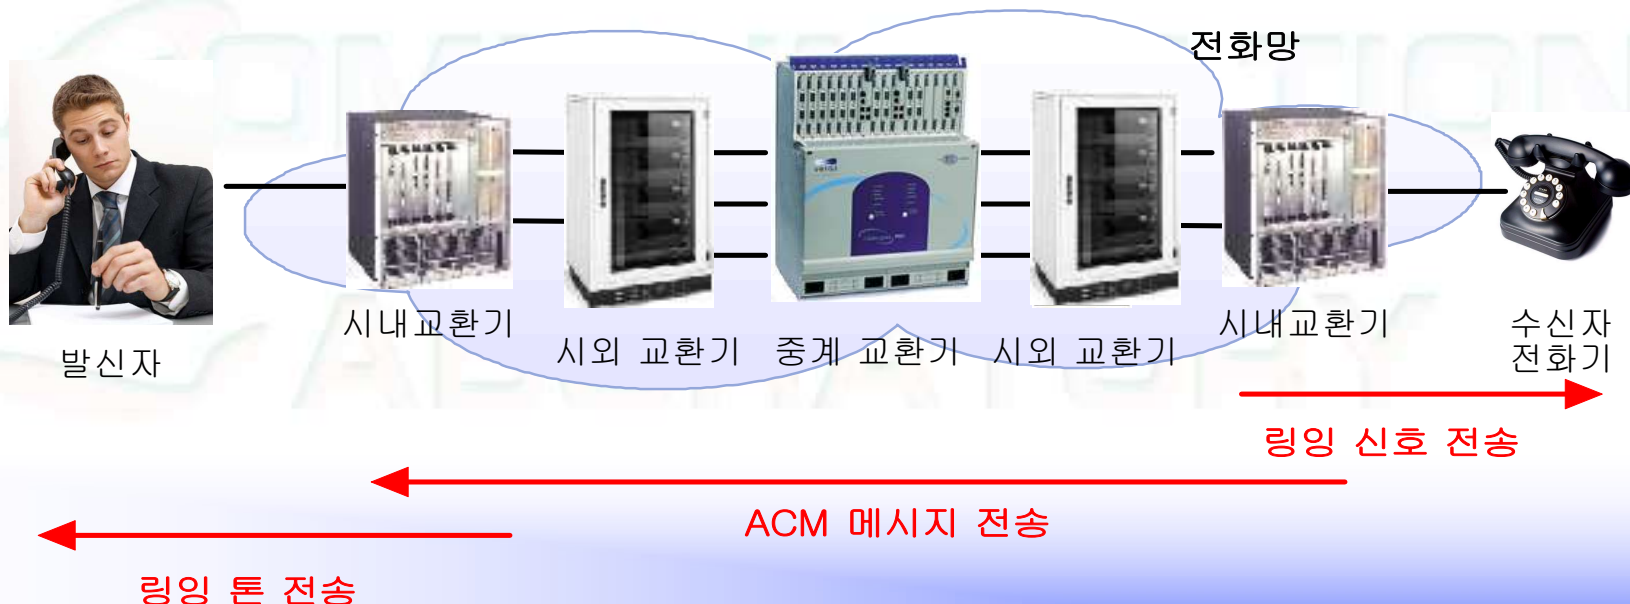 전화망
시내교환기
시외 교환기
중계 교환기
시외 교환기
시내교환기
발신자
수신자
전화기
링잉 신호 전송
ACM 메시지 전송
링잉 톤 전송